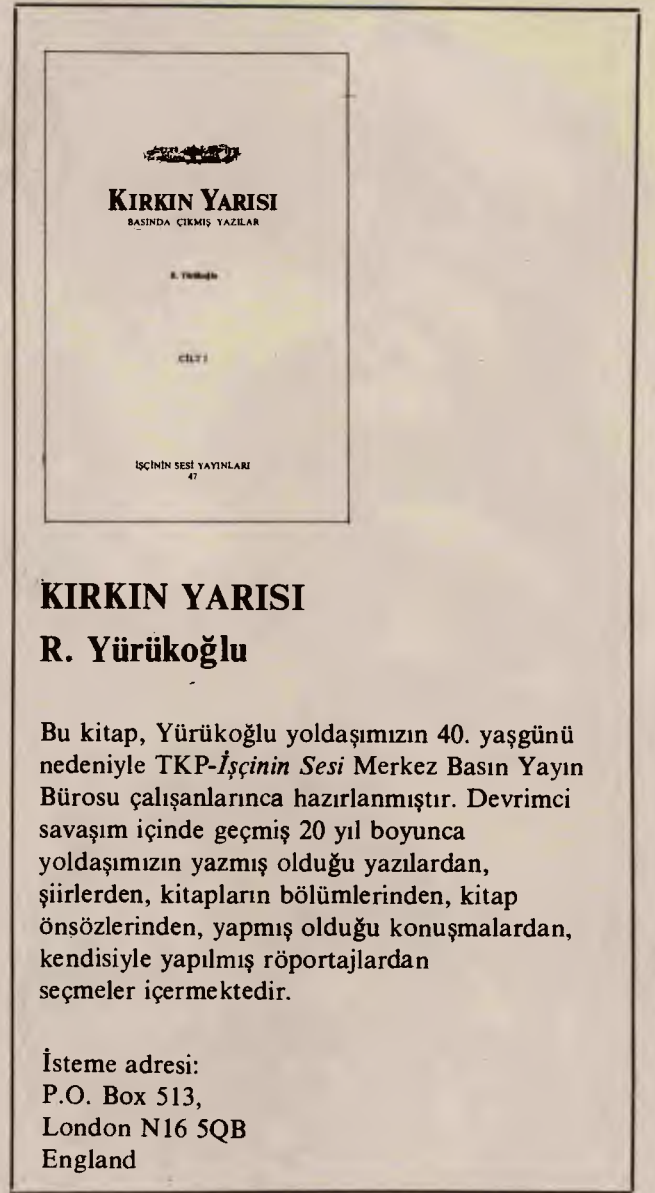 KIRKIN YARISI
BASINDA ÇIKMIŞ YAZILAR
R. Yürükoğlu
CİLT I
İŞÇİNİN SESİ YAYINLARI
47
KIRKIN YARISI
R. Yürükoğlu
Bu kitap, Yürükoğlu yoldaşımızın 40. yaşgünü
nedeniyle TKP-İşçinin Sesi Merkez Basın Yayın
Bürosu çalışanlarınca hazırlanmıştır. Devrimci
savaşım içinde geçmiş 20 yıl boyunca
yoldaşımızın yazmış olduğu yazılardan,
şiirlerden, kitapların bölümlerinden, kitap
önsözlerinden, yapmış olduğu konuşmalardan,
kendisiyle yapılmış röportajlardan
seçmeler içermektedir.
İsteme adresi:
P.O. Box 513,
London N16 5QB
England